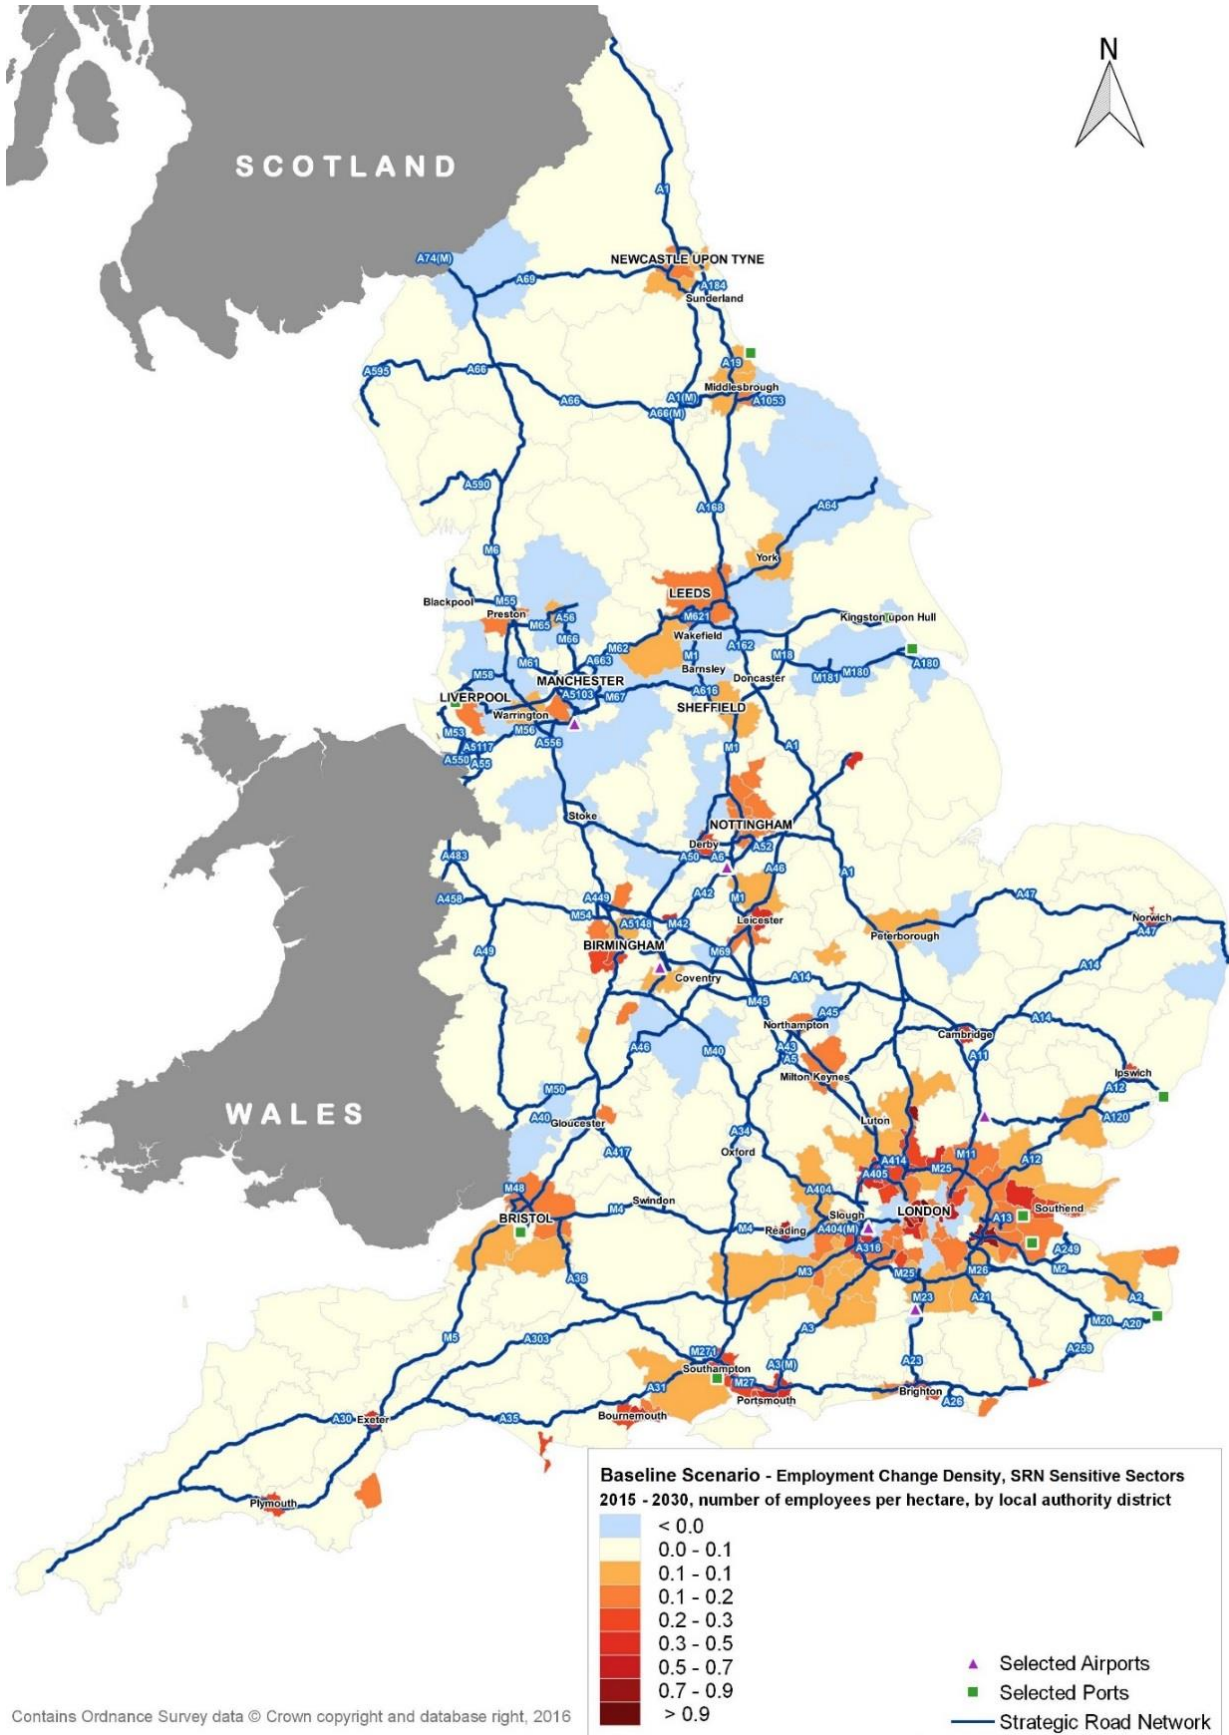 N
SCOTLAND
A1
A74(M)
NEWCASTLE UPON TYNE
A69
A184
Sunderland
A19
A595
A66
Middlesbrough
A1(M)
A1053
A66
A66(M)
A590
A168
A64
M6
York
Blackpool
M55
LEEDS
Preston
A56
M621
Kingston upon Hull
M65
M66
Wakefield
M62
A162
M1
M18
A663
M61
Barnsley
A180
M58
MANCHESTER
Doncaster
M181
M180
LIVERPOOL
A5103
M67
A616
SHEFFIELD
Warrington
M53
M56
A556
A5117
A550
A55
M1
A1
Stoke
NOTTINGHAM
Derby
A52
A483
A50
A6
A46
A1
A458
A449
A42
M1
A47
M54
A5148
M42
Leicester
Norwich
A47
BIRMINGHAM
Peterborough
A49
M69
Coventry
A14
A14
M45
A45
Northampton
A14
Cambridge
A46
M40
A43
A5
A11
Milton Keynes
Ipswich
M50
A12
A40
Gloucester
Luton
A120
WALES
A34
A417
Oxford
A414
M11
A12
M25
A405
M48
A404
Swindon
BRISTOL
M4
Slough
LONDON
Southend
A13
M4
Reading
A404(M)
A316
A249
A36
M3
M25
M26
M2
M23
A21
A2
M5
A303
A3
M20
A20
A259
M271
Southampton
A3(M)
A23
M27
A31
Portsmouth
Brighton
A26
A30
Exeter
A35
Bournemouth
Plymouth
Baseline Scenario - Employment Change Density, SRN Sensitive Sectors
2015 - 2030, number of employees per hectare, by local authority district
< 0.0
0.0 - 0.1
0.1 - 0.1
0.1 - 0.2
0.2 - 0.3
0.3 - 0.5
0.5 - 0.7
0.7 - 0.9
> 0.9
Selected Airports
Selected Ports
Strategic Road Network
Contains Ordnance Survey data © Crown copyright and database right, 2016